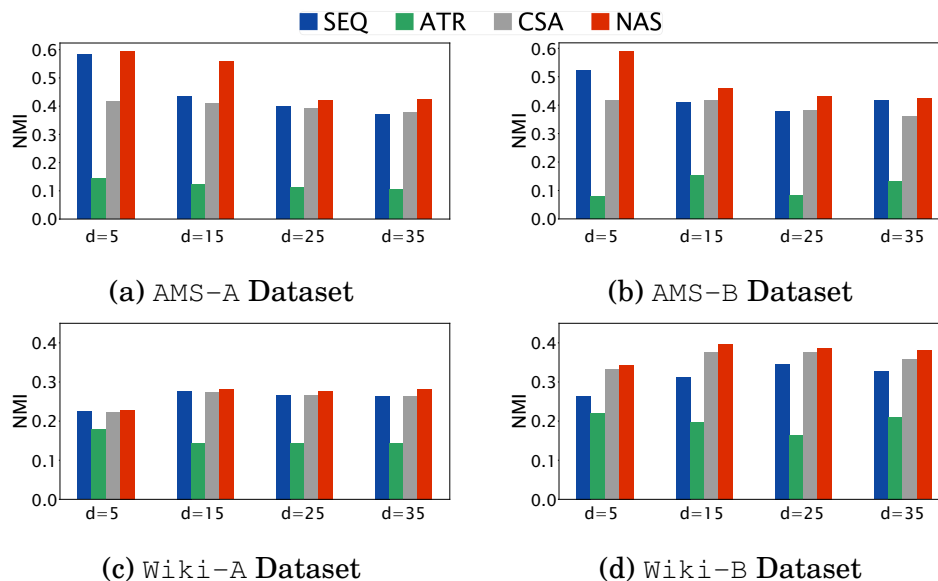 SEQ ATR CSA NAS
NMI
0.6
0.5
0.4
0.3
0.2
0.1
0.0
d=5 d=15 d=25 d=35
(a) AMS-A Dataset
NMI
0.6
0.5
0.4
0.3
0.2
0.1
0.0
d=5 d=15 d=25 d=35
(b) AMS-B Dataset
NMI
0.4
0.3
0.2
0.1
0.0
d=5 d=15 d=25 d=35
(c) Wiki-A Dataset
NMI
0.4
0.3
0.2
0.1
0.0
d=5 d=15 d=25 d=35
(d) Wiki-B Dataset